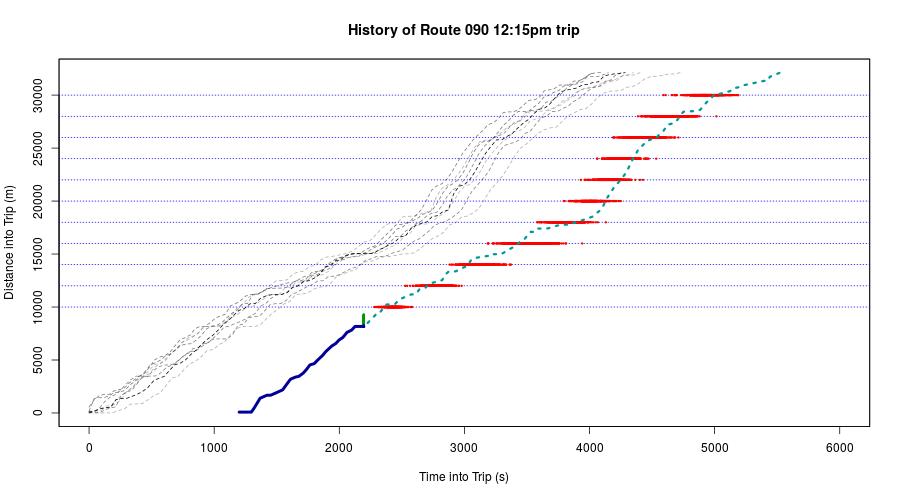 History of Route 090 12:15pm trip
Distance into Trip (m)
30000
25000
20000
15000
10000
5000
0
0 1000 2000 3000 4000 5000 6000
Time into Trip (s)